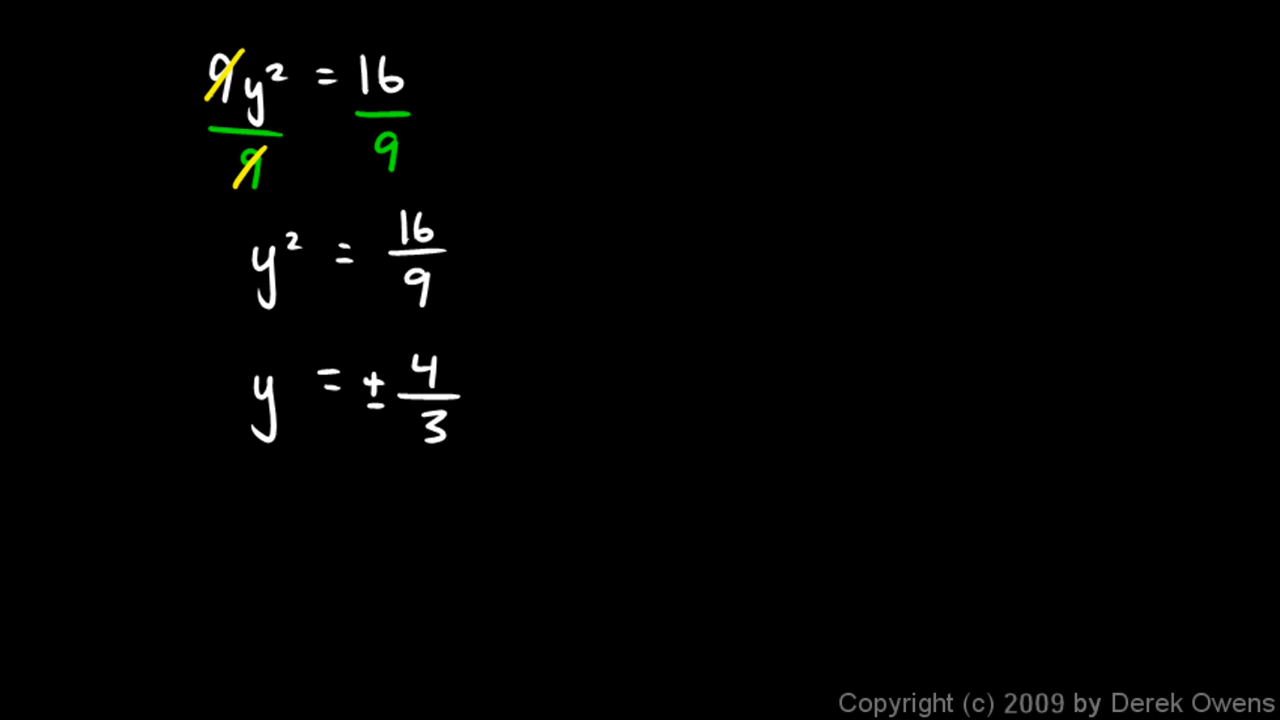 9y² = 16
9 9
y² = 16/9
y = ± 4/3
Copyright (c) 2009 by Derek Owens